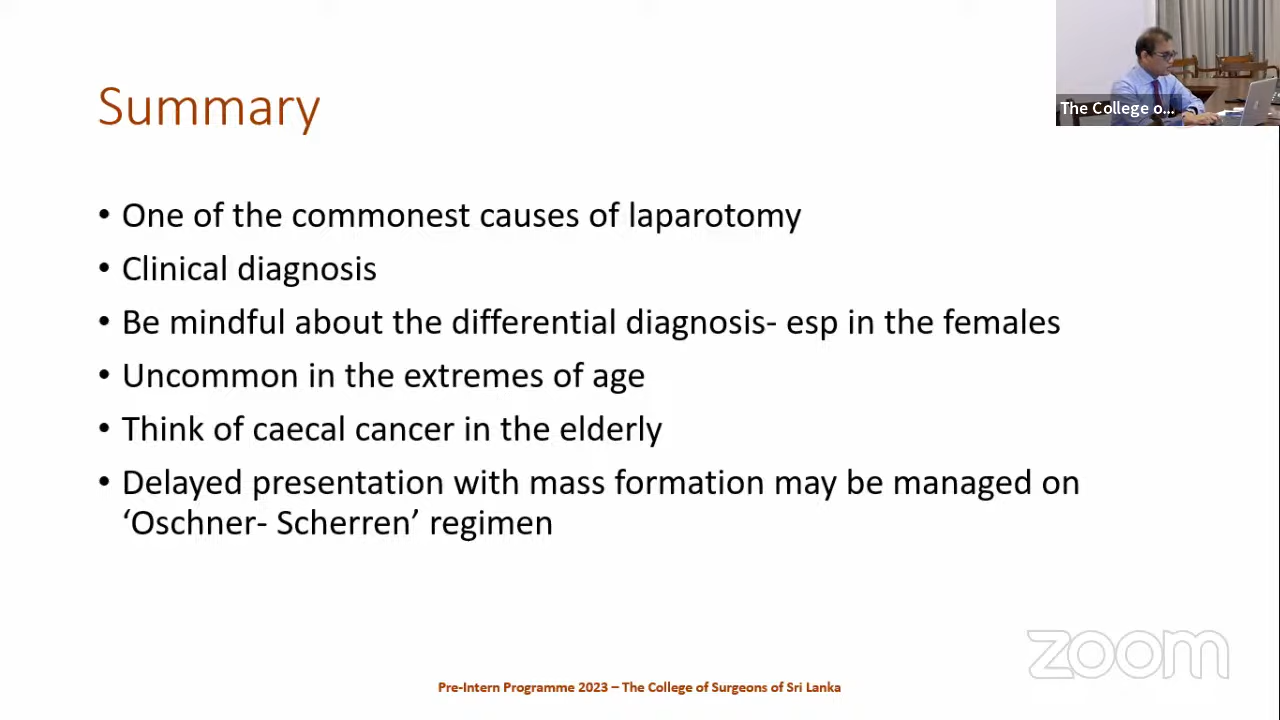 Summary
The College o...
• One of the commonest causes of laparotomy
• Clinical diagnosis
• Be mindful about the differential diagnosis- esp in the females
• Uncommon in the extremes of age
• Think of caecal cancer in the elderly
• Delayed presentation with mass formation may be managed on
‘Oschner- Scherren’ regimen
zoom
Pre-Intern Programme 2023 – The College of Surgeons of Sri Lanka